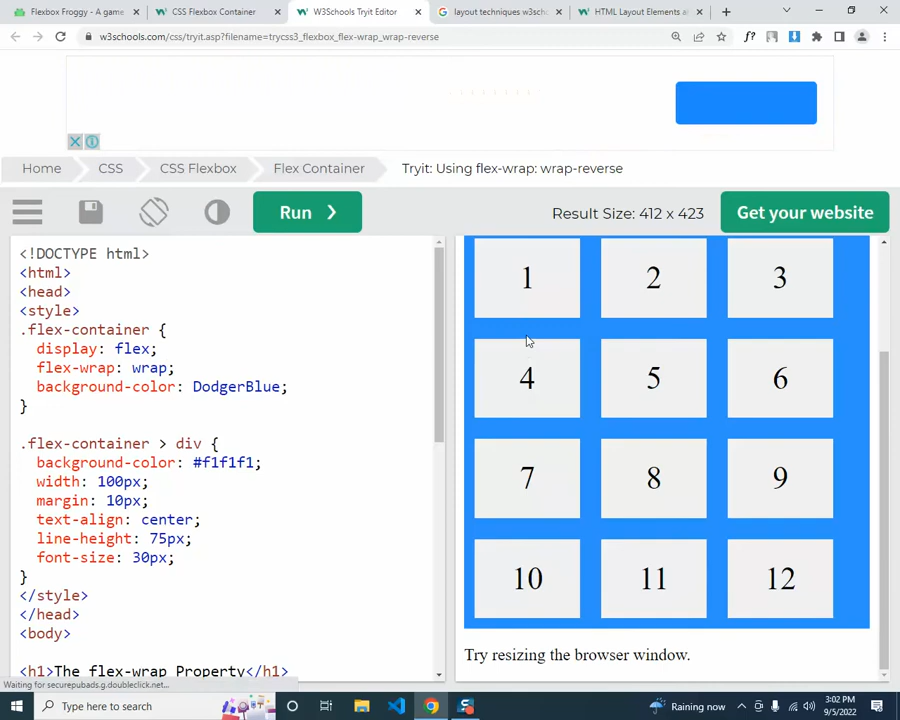 Flexbox Froggy - A game
CSS Flexbox Container
W3Schools Tryit Editor
layout techniques w3sch
HTML Layout Elements a
w3schools.com/css/tryit.asp?filename=trycss3_flexbox_flex-wrap_wrap-reverse
f?
Home
CSS
CSS Flexbox
Flex Container
Tryit: Using flex-wrap: wrap-reverse
Run ❯
Result Size: 412 x 423
Get your website
<!DOCTYPE html>
<html>
<head>
<style>
.flex-container {
display: flex;
flex-wrap: wrap;
background-color: DodgerBlue;
}
.flex-container > div {
background-color: #f1f1f1;
width: 100px;
margin: 10px;
text-align: center;
line-height: 75px;
font-size: 30px;
}
</style>
</head>
<body>
<h1>The flex-wrap Property</h1>
1 2 3
4 5 6
7 8 9
10 11 12
Try resizing the browser window.
Waiting for securepubads.g.doubleclick.net...
Type here to search
Raining now
3:02 PM
9/5/2022